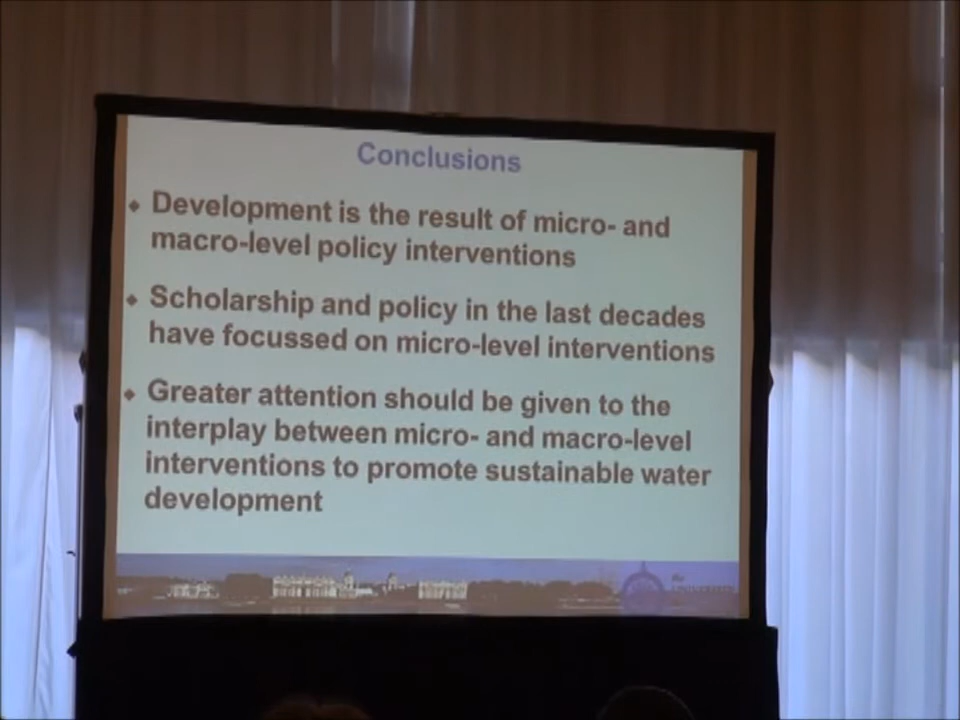 Conclusions
Development is the result of micro- and
macro-level policy interventions
Scholarship and policy in the last decades
have focussed on micro-level interventions
Greater attention should be given to the
interplay between micro- and macro-level
interventions to promote sustainable water
development